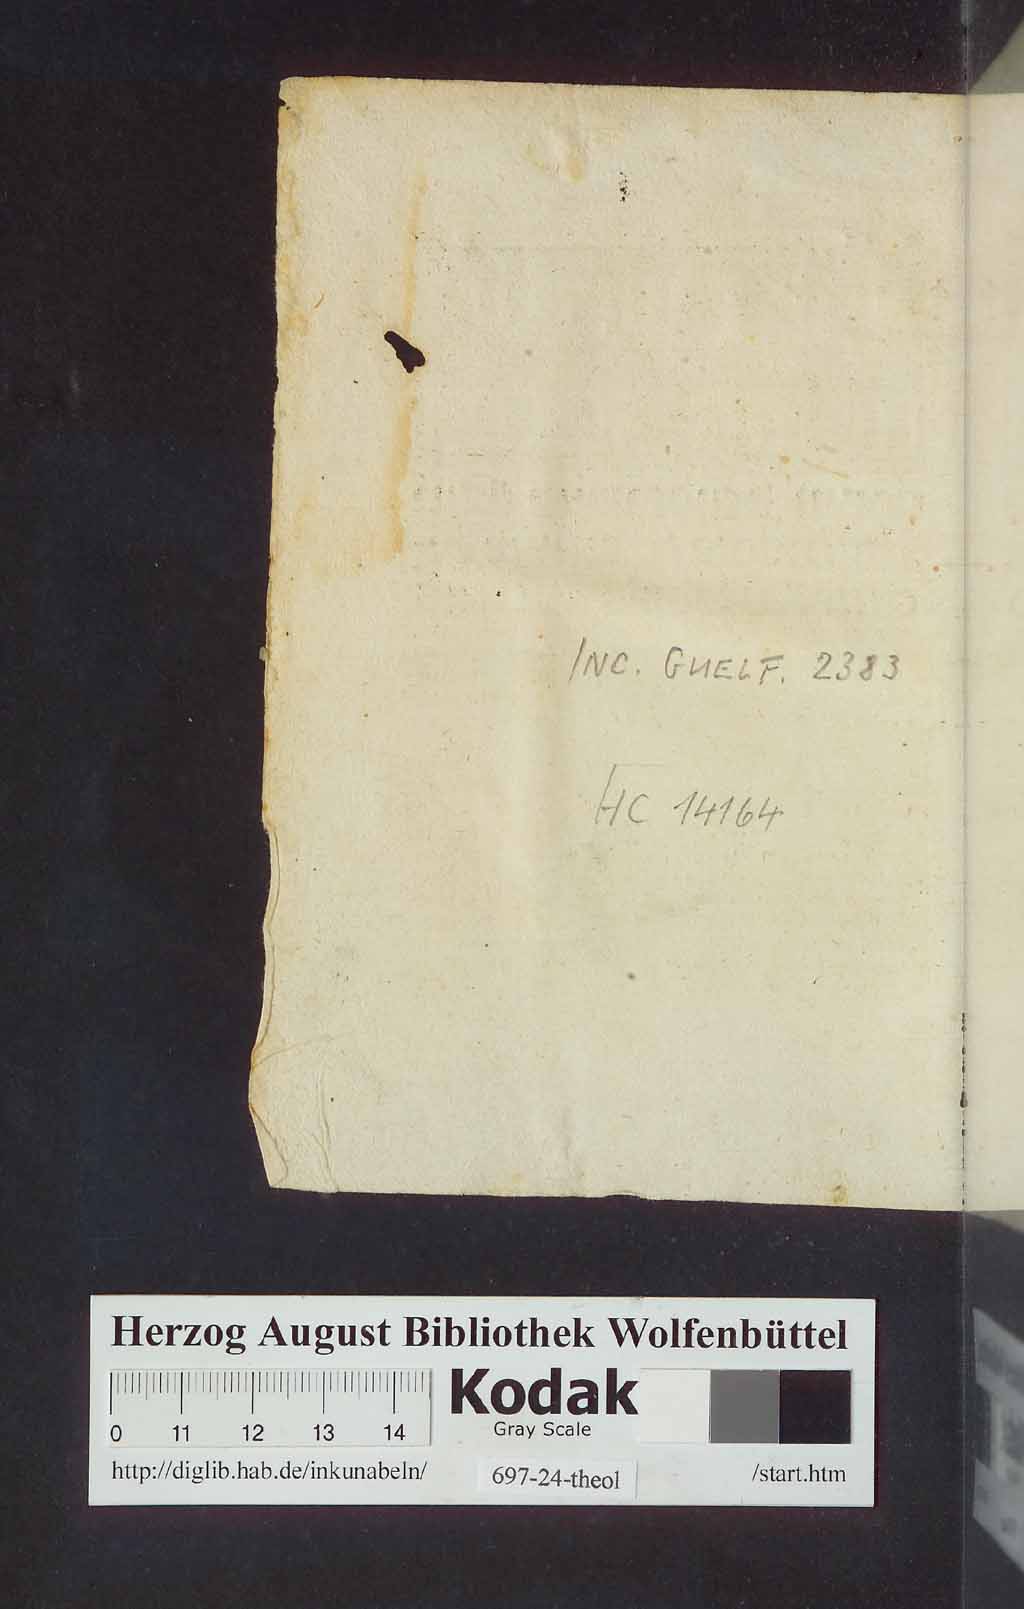 INC. GUELF. 2383
HC 14164
Herzog August Bibliothek Wolfenbüttel
0 11 12 13 14
Kodak
Gray Scale
http://diglib.hab.de/inkunabeln/
697-24-theol
/start.htm